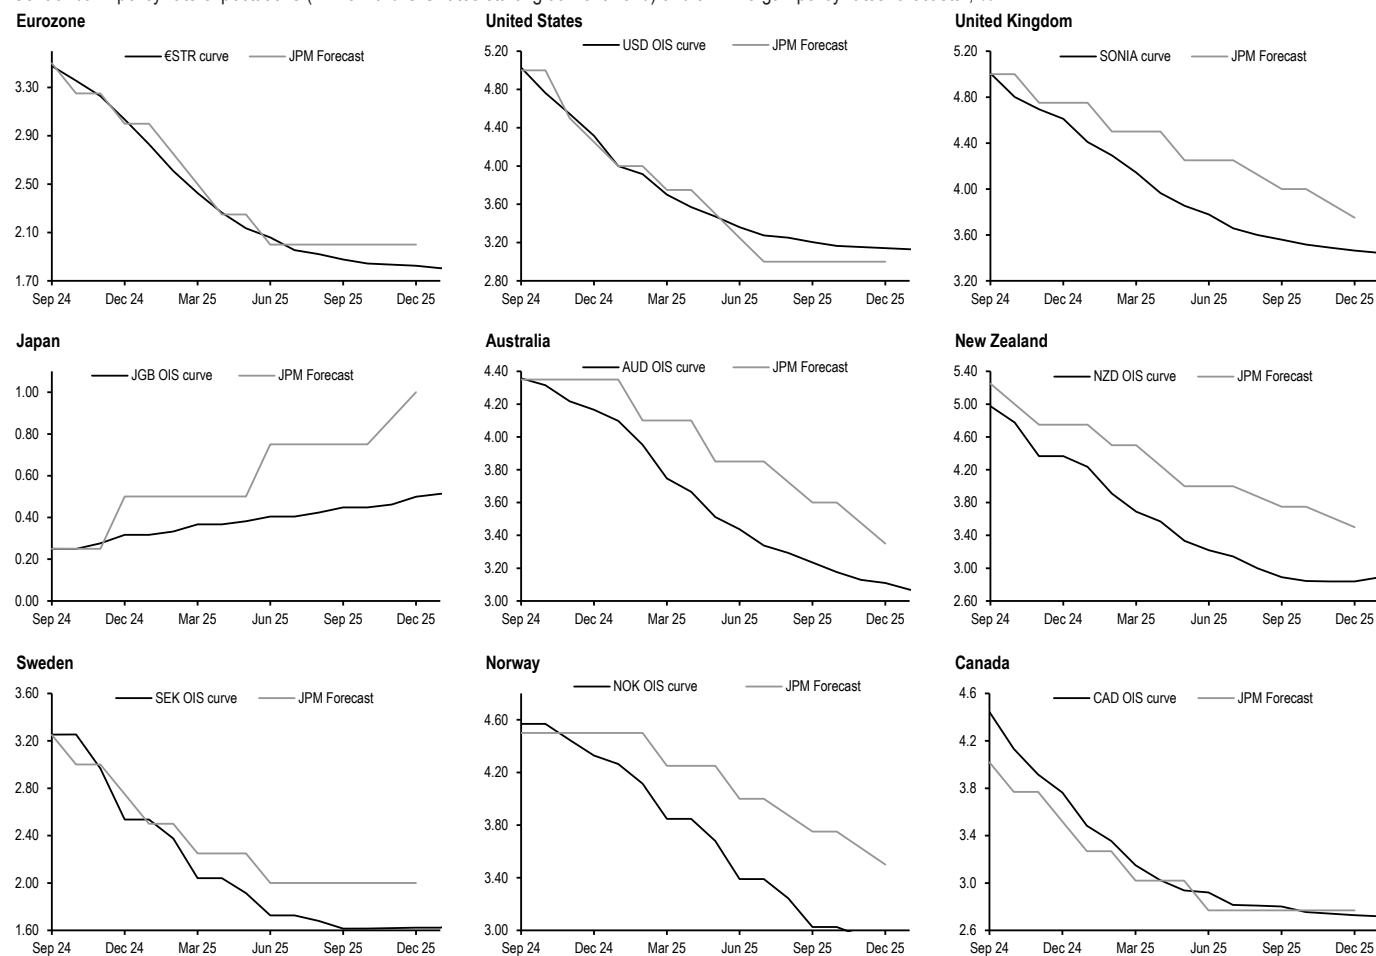 Eurozone
€STR curve JPM Forecast
3.30
2.90
2.50
2.10
1.70
Sep 24 Dec 24 Mar 25 Jun 25 Sep 25 Dec 25
United States
USD OIS curve JPM Forecast
5.20
4.80
4.40
4.00
3.60
3.20
2.80
Sep 24 Dec 24 Mar 25 Jun 25 Sep 25 Dec 25
United Kingdom
SONIA curve JPM Forecast
5.20
4.80
4.40
4.00
3.60
3.20
Sep 24 Dec 24 Mar 25 Jun 25 Sep 25 Dec 25
Japan
JGB OIS curve JPM Forecast
1.00
0.80
0.60
0.40
0.20
0.00
Sep 24 Dec 24 Mar 25 Jun 25 Sep 25 Dec 25
Australia
AUD OIS curve JPM Forecast
4.40
4.20
4.00
3.80
3.60
3.40
3.20
3.00
Sep 24 Dec 24 Mar 25 Jun 25 Sep 25 Dec 25
New Zealand
NZD OIS curve JPM Forecast
5.40
5.00
4.60
4.20
3.80
3.40
3.00
2.60
Sep 24 Dec 24 Mar 25 Jun 25 Sep 25 Dec 25
Sweden
SEK OIS curve JPM Forecast
3.60
3.20
2.80
2.40
2.00
1.60
Sep 24 Dec 24 Mar 25 Jun 25 Sep 25 Dec 25
Norway
NOK OIS curve JPM Forecast
4.60
4.20
3.80
3.40
3.00
Sep 24 Dec 24 Mar 25 Jun 25 Sep 25 Dec 25
Canada
CAD OIS curve JPM Forecast
4.6
4.2
3.8
3.4
3.0
2.6
Sep 24 Dec 24 Mar 25 Jun 25 Sep 25 Dec 25